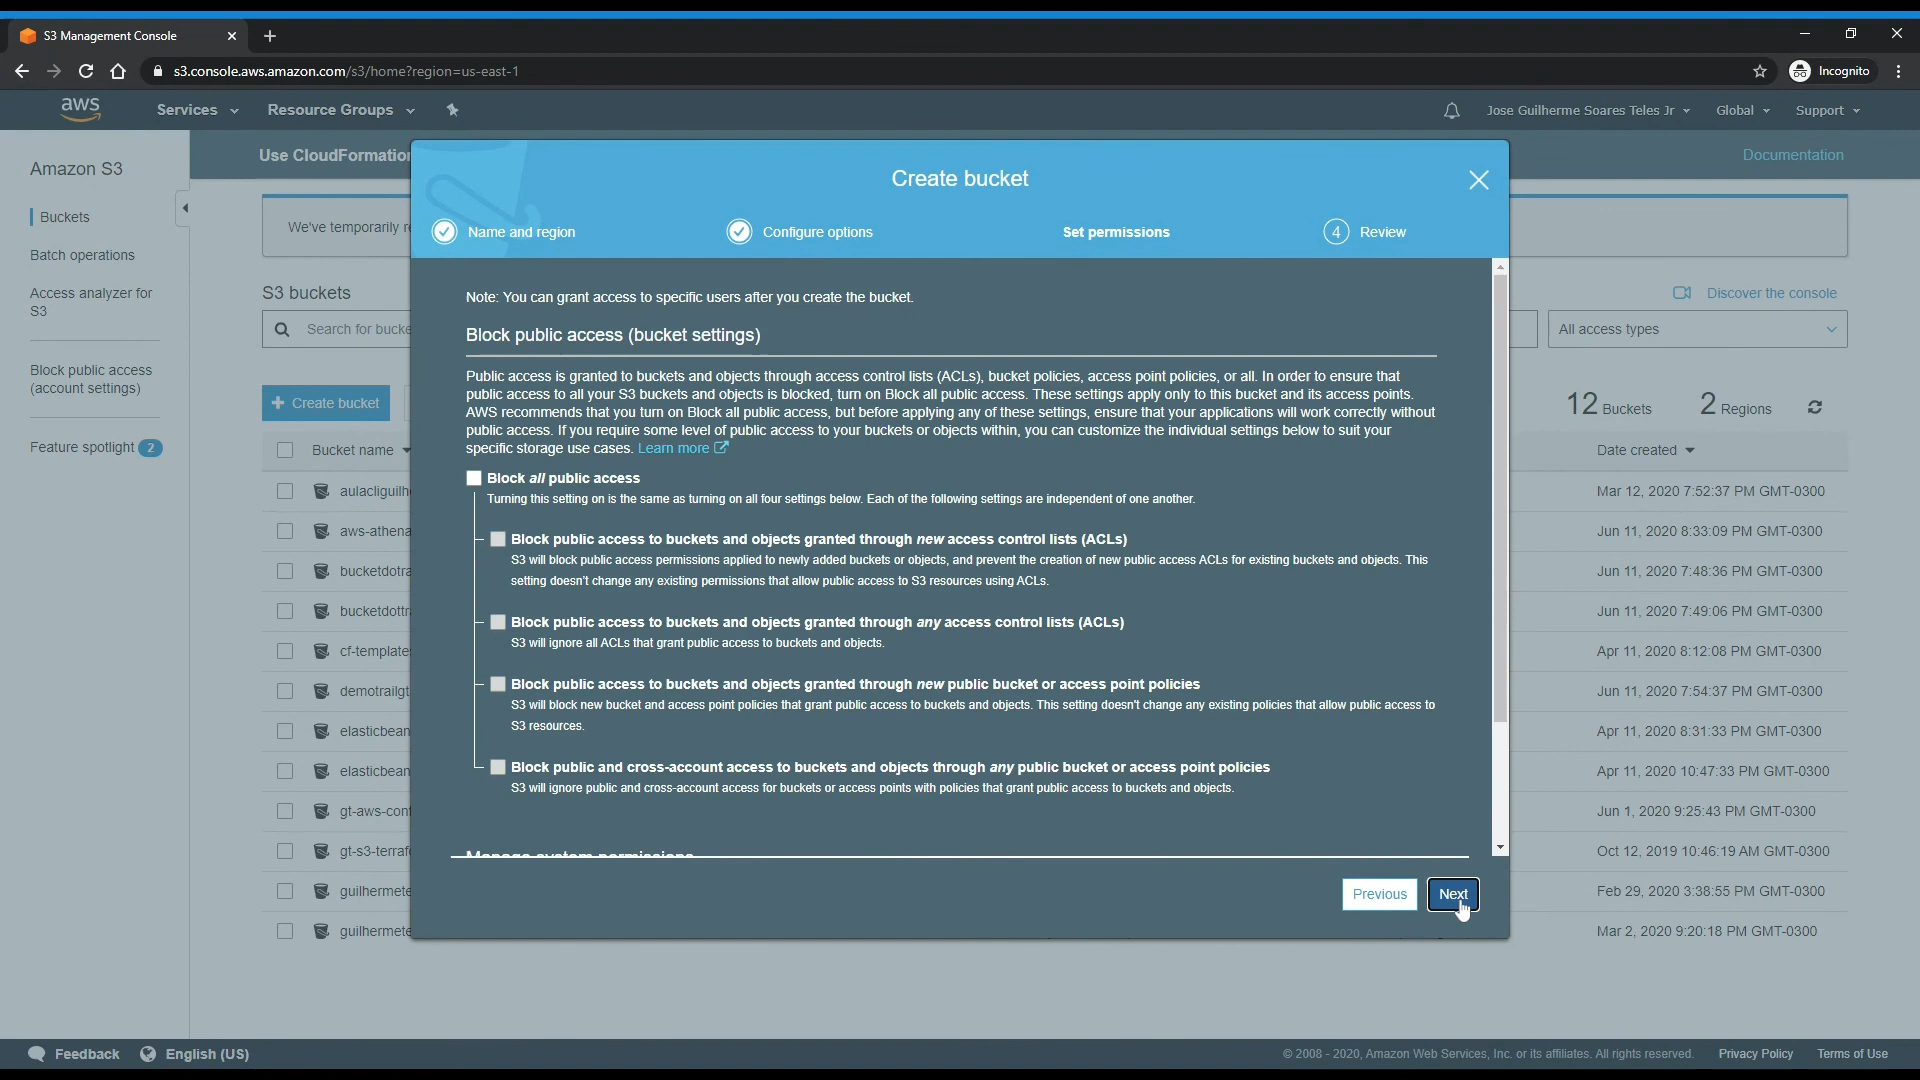 S3 Management Console
s3.console.aws.amazon.com/s3/home?region=us-east-1
Incognito
aws
Services
Resource Groups
Jose Guilherme Soares Teles Jr
Global
Support
Amazon S3
Buckets
Batch operations
Access analyzer for
S3
Block public access
(account settings)
Feature spotlight 2
Use CloudFormation
Documentation
We've temporarily
S3 buckets
Discover the console
Search for
All access types
Create bucket
12 Buckets
2 Regions
Bucket name
Date created
aulacliguilh
Mar 12, 2020 7:52:37 PM GMT-0300
aws-athena
Jun 11, 2020 8:33:09 PM GMT-0300
bucketdotra
Jun 11, 2020 7:48:36 PM GMT-0300
bucketdottr
Jun 11, 2020 7:49:06 PM GMT-0300
cf-template
Apr 11, 2020 8:12:08 PM GMT-0300
demotrailgt
Jun 11, 2020 7:54:37 PM GMT-0300
elasticbean
Apr 11, 2020 8:31:33 PM GMT-0300
elasticbean
Apr 11, 2020 10:47:33 PM GMT-0300
gt-aws-con
Jun 1, 2020 9:25:43 PM GMT-0300
gt-s3-terraf
Oct 12, 2019 10:46:19 AM GMT-0300
guilhermete
Feb 29, 2020 3:38:55 PM GMT-0300
guilhermete
Mar 2, 2020 9:20:18 PM GMT-0300
Create bucket
Name and region
Configure options
Set permissions
4 Review
Note: You can grant access to specific users after you create the bucket.
Block public access (bucket settings)
Public access is granted to buckets and objects through access control lists (ACLs), bucket policies, access point policies, or all. In order to ensure that
public access to all your S3 buckets and objects is blocked, turn on Block all public access. These settings apply only to this bucket and its access points.
AWS recommends that you turn on Block all public access, but before applying any of these settings, ensure that your applications will work correctly without
public access. If you require some level of public access to your buckets or objects within, you can customize the individual settings below to suit your
specific storage use cases. Learn more
Block all public access
Turning this setting on is the same as turning on all four settings below. Each of the following settings are independent of one another.
Block public access to buckets and objects granted through new access control lists (ACLs)
S3 will block public access permissions applied to newly added buckets or objects, and prevent the creation of new public access ACLs for existing buckets and objects. This
setting doesn't change any existing permissions that allow public access to S3 resources using ACLs.
Block public access to buckets and objects granted through any access control lists (ACLs)
S3 will ignore all ACLs that grant public access to buckets and objects.
Block public access to buckets and objects granted through new public bucket or access point policies
S3 will block new bucket and access point policies that grant public access to buckets and objects. This setting doesn't change any existing policies that allow public access to
S3 resources.
Block public and cross-account access to buckets and objects through any public bucket or access point policies
S3 will ignore public and cross-account access for buckets or access points with policies that grant public access to buckets and objects.
Manage system permissions
Previous
Next
Feedback
English (US)
© 2008 - 2020, Amazon Web Services, Inc. or its affiliates. All rights reserved.
Privacy Policy
Terms of Use